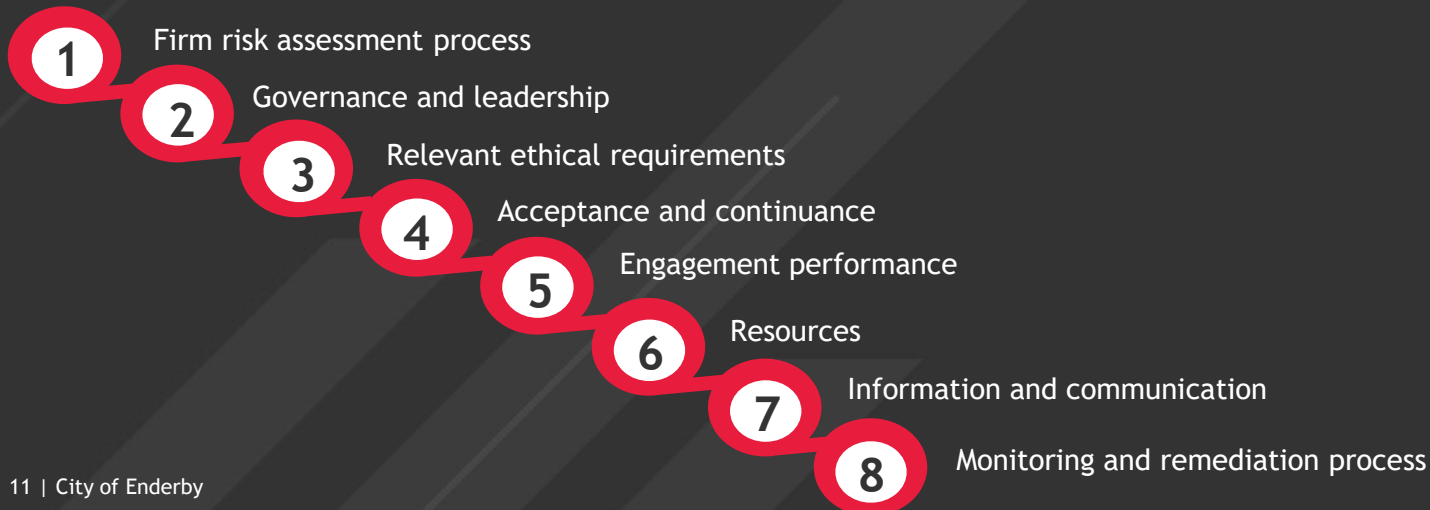 1
Firm risk assessment process
2
Governance and leadership
3
Relevant ethical requirements
4
Acceptance and continuance
5
Engagement performance
6
Resources
7
Information and communication
8
Monitoring and remediation process
11 | City of Enderby